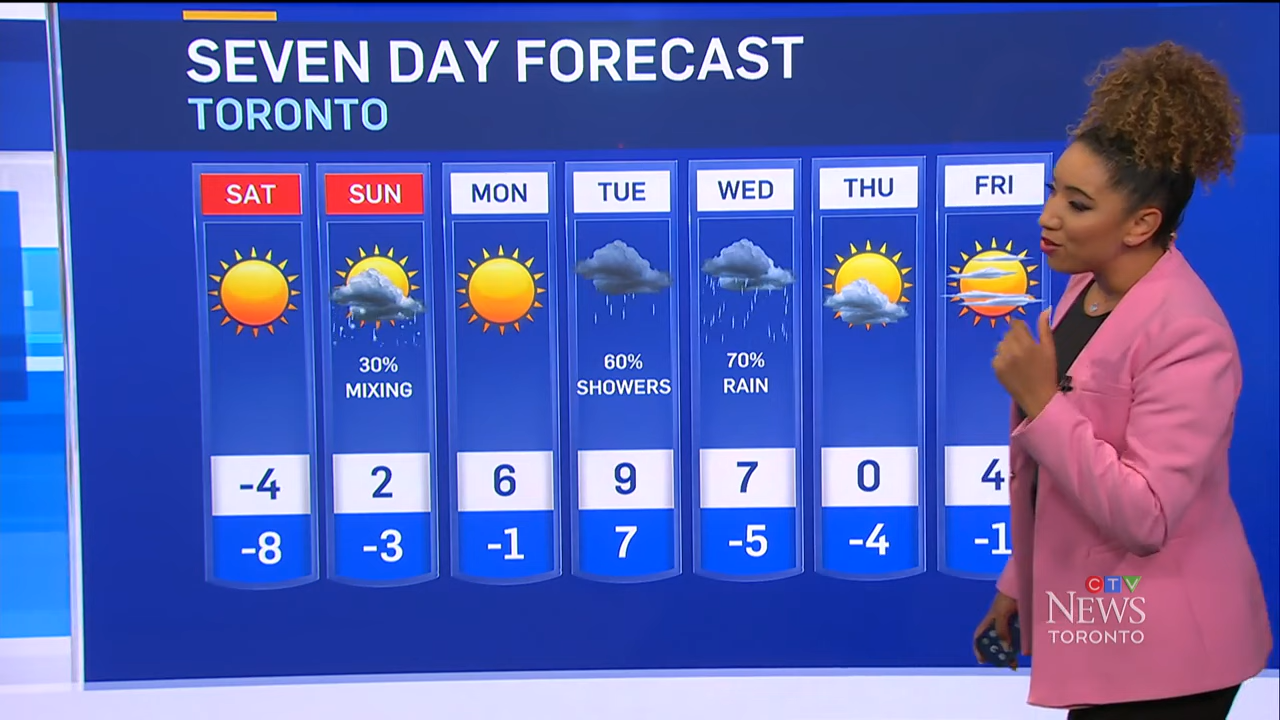 SEVEN DAY FORECAST
TORONTO
SAT SUN MON TUE WED THU FRI
30% 60% 70%
MIXING SHOWERS RAIN
-4 2 6 9 7 0 4
-8 -3 -1 7 -5 -4 -1
CTV
NEWS
TORONTO